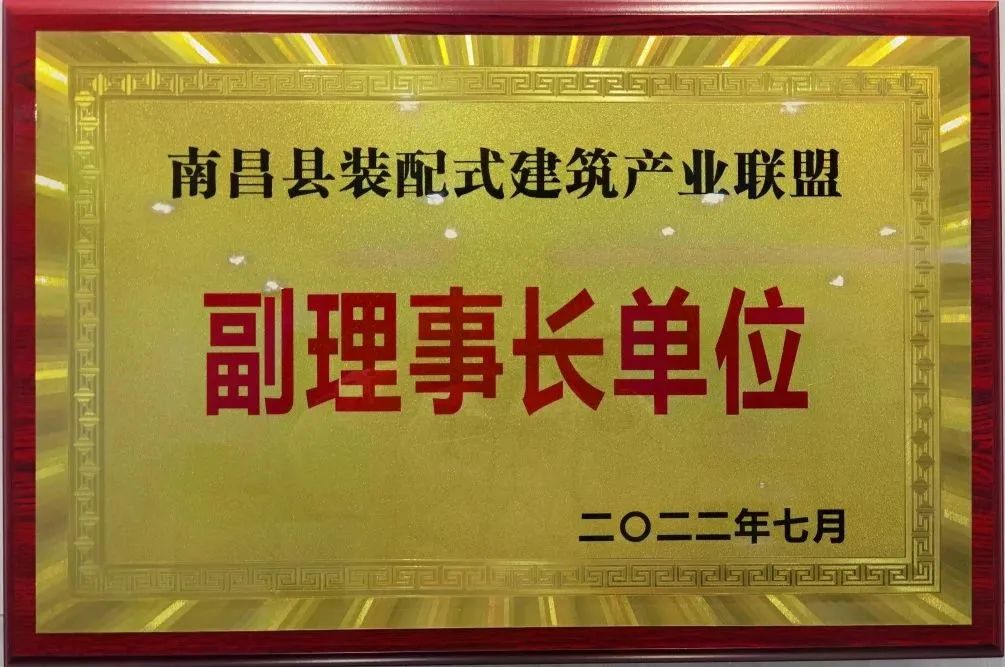 南昌县装配式建筑产业联盟
副理事长单位
二〇二二年七月